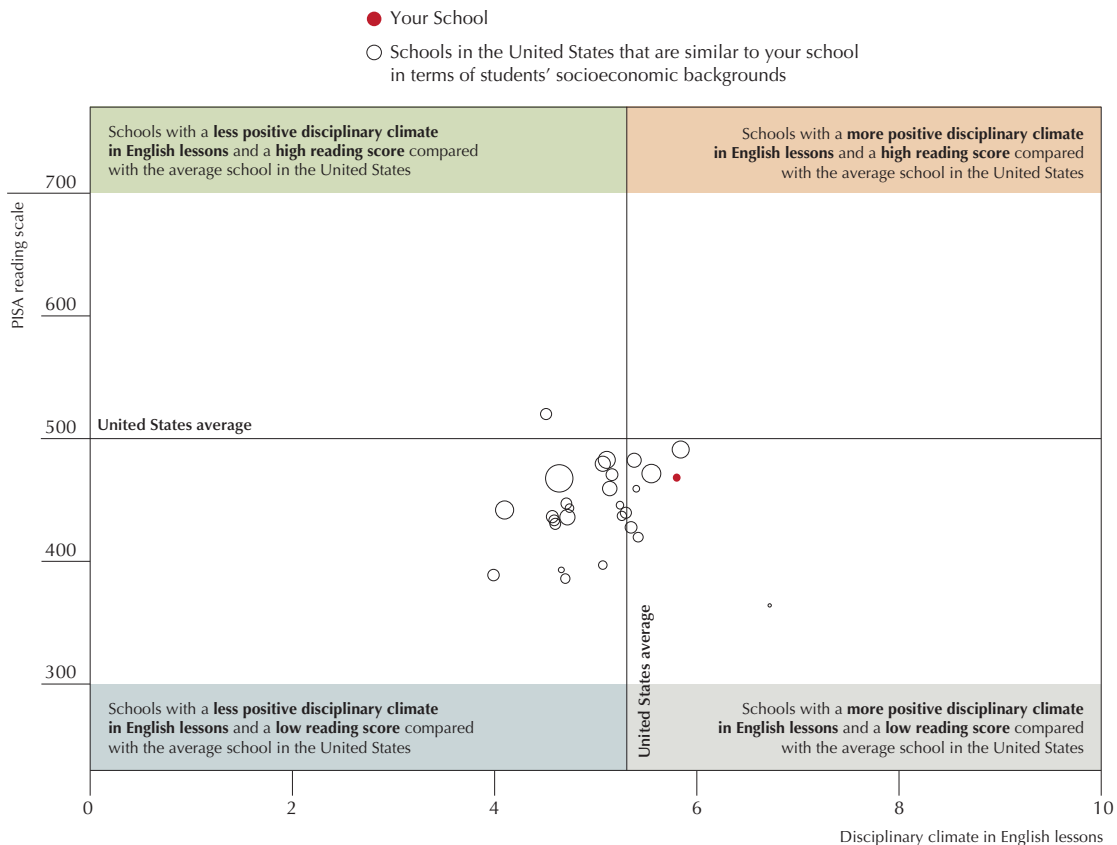 Your School
Schools in the United States that are similar to your school
in terms of students’ socioeconomic backgrounds
Schools with a less positive disciplinary climate
in English lessons and a high reading score compared
with the average school in the United States
Schools with a more positive disciplinary climate
in English lessons and a high reading score compared
with the average school in the United States
PISA reading scale
700
600
500
400
300
United States average
United States average
Schools with a less positive disciplinary climate
in English lessons and a low reading score compared
with the average school in the United States
Schools with a more positive disciplinary climate
in English lessons and a low reading score compared
with the average school in the United States
0
2
4
6
8
10
Disciplinary climate in English lessons